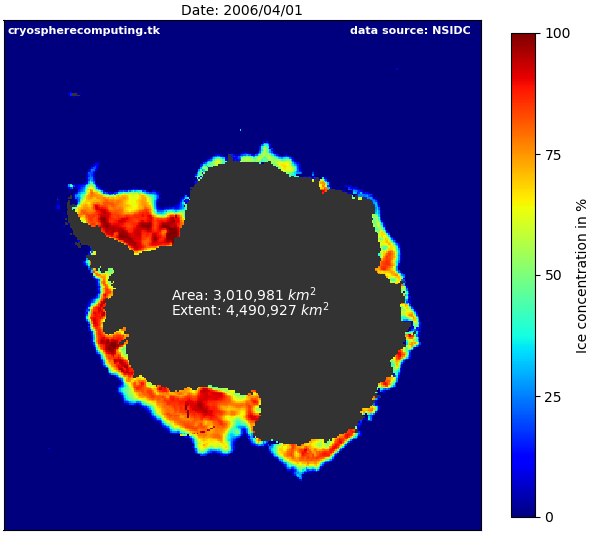 Date: 2006/04/01
cryospherecomputing.tk
data source: NSIDC
Area: 3,010,981 km²
Extent: 4,490,927 km²
100
75
50
25
0
Ice concentration in %